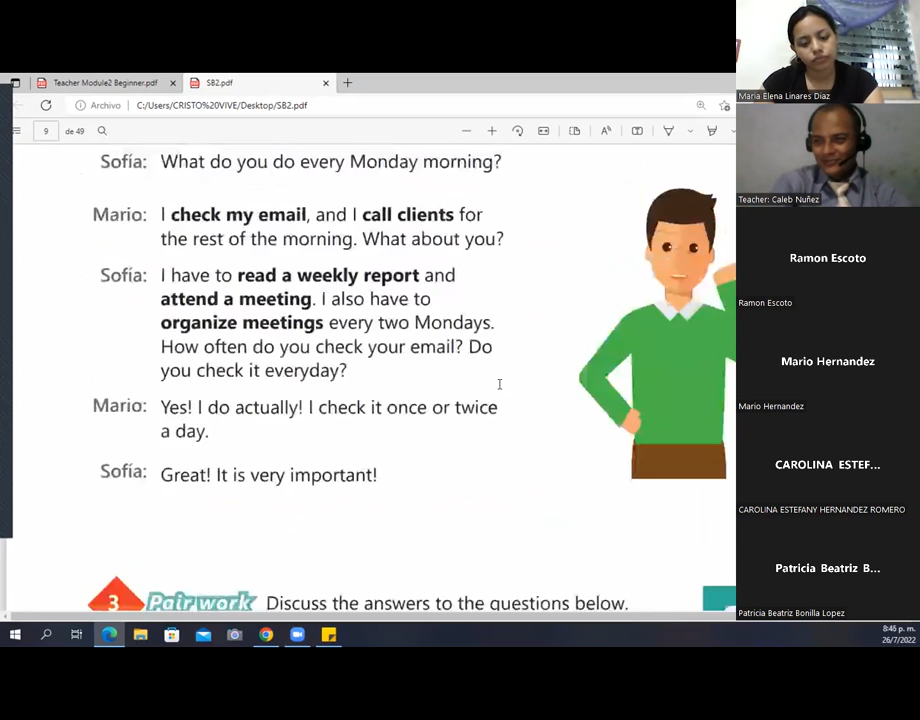 Teacher Module2 Beginner.pdf
SB2.pdf
Archivo
C:/Users/CRISTO%20VIVE/Desktop/SB2.pdf
9
de 49
Sofía: What do you do every Monday morning?
Mario: I check my email, and I call clients for
the rest of the morning. What about you?
Sofía: I have to read a weekly report and
attend a meeting. I also have to
organize meetings every two Mondays.
How often do you check your email? Do
you check it everyday?
Mario: Yes! I do actually! I check it once or twice
a day.
Sofía: Great! It is very important!
3 Pair work Discuss the answers to the questions below.
Maria Elena Linares Diaz
Teacher: Caleb Nuñez
Ramon Escoto
Ramon Escoto
Mario Hernandez
Mario Hernandez
CAROLINA ESTEF...
CAROLINA ESTEFANY HERNANDEZ ROMERO
Patricia Beatriz B...
Patricia Beatriz Bonilla Lopez
8:45 p. m.
26/7/2022